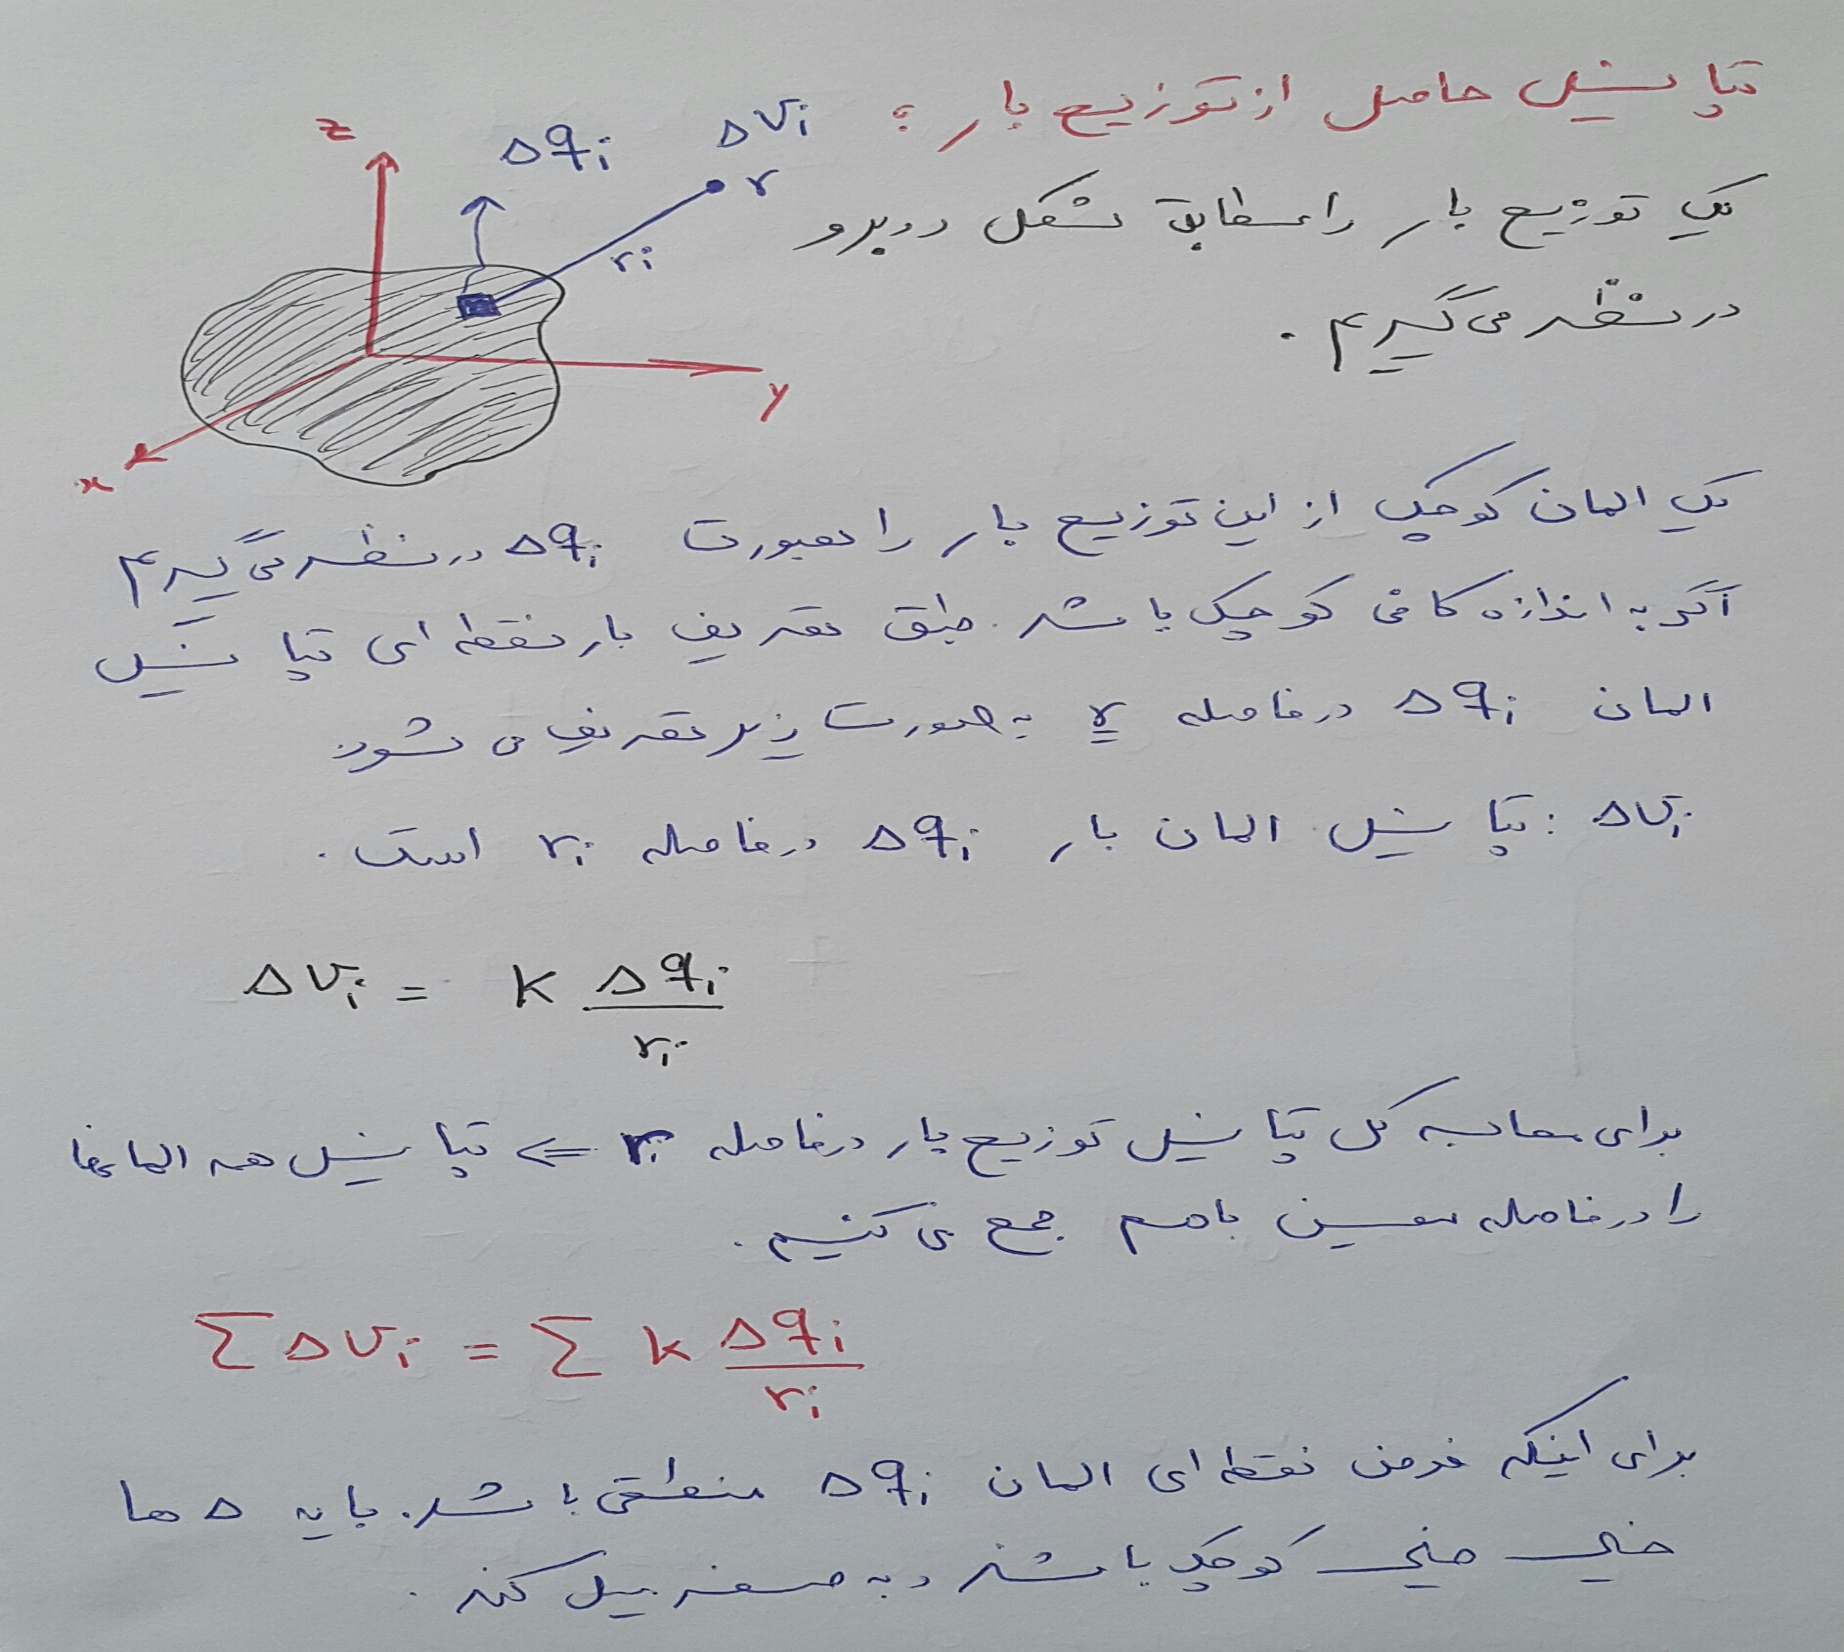 پتانسیل حاصل از توزیع بار :
z
Δqi ΔVi
r
ri
y
x
یک توزیع بار را مطابق شکل روبرو
در نظر می‌گیریم .
یک المان کوچک از این توزیع بار را بصورت Δqi در نظر می‌گیریم
اگر به اندازه کافی کوچک باشد. طبق تعریف بار نقطه ای پتانسیل
المان Δqi در فاصله r به صورت زیر تعریف می شود
ΔVi : پتانسیل المان بار Δqi در فاصله ri است .
ΔVi = K Δqi / ri
برای محاسبه کل پتانسیل توزیع بار در فاصله r ⇐ پتانسیل همه المانها
را در فاصله معین باهم جمع می کنیم .
Σ ΔVi = Σ K Δqi / ri
برای اینکه فرض نقطه ای المان Δqi منطقی باشد. باید Δ ها
خیلی خیلی کوچک باشند و به صفر میل کند .